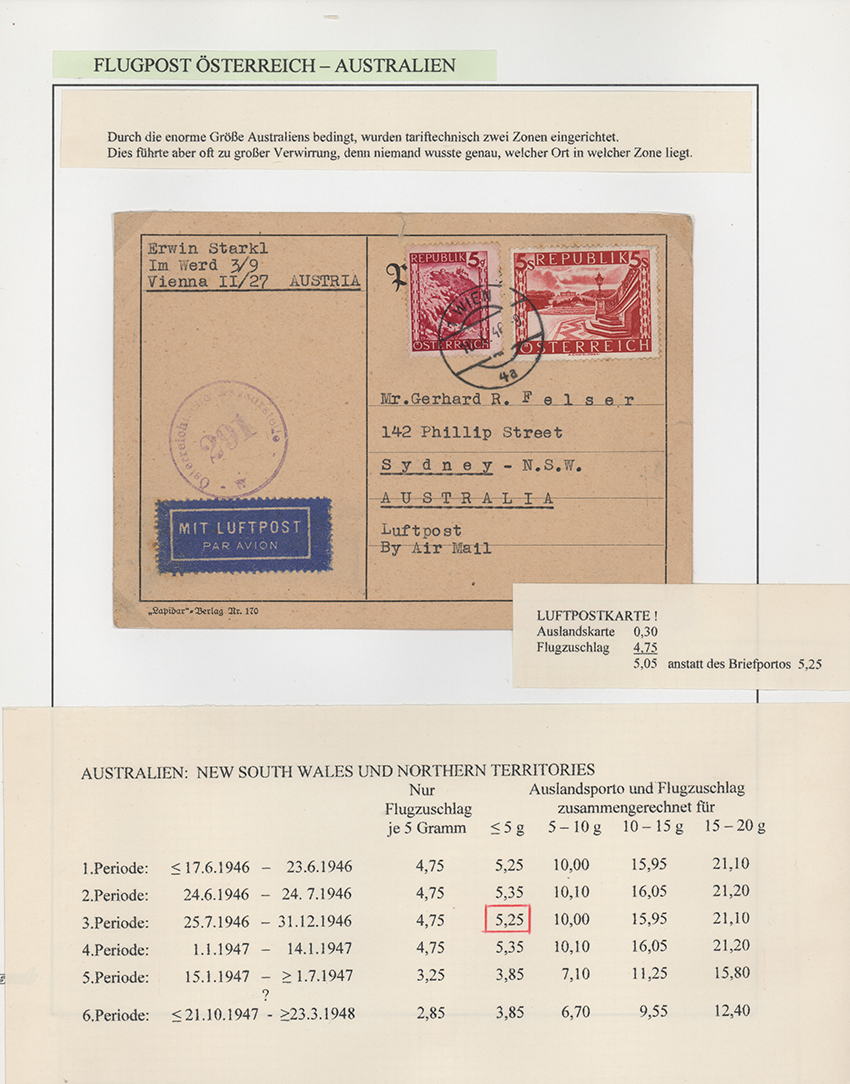 FLUGPOST ÖSTERREICH – AUSTRALIEN
Durch die enorme Größe Australiens bedingt, wurden tariftechnisch zwei Zonen eingerichtet.
Dies führte aber oft zu großer Verwirrung, denn niemand wusste genau, welcher Ort in welcher Zone liegt.
Erwin Starkl
Im Werd 3/9
Vienna II/27 AUSTRIA
REPUBLIK 5g
ÖSTERREICH
5s REPUBLIK 5s
ÖSTERREICH
WIEN
4a
Mr.Gerhard R. Felser
142 Phillip Street
Sydney - N.S.W.
AUSTRALIA
Luftpost
By Air Mail
201
MIT LUFTPOST
PAR AVION
„Lapidar"-Verlag Nr. 170
LUFTPOSTKARTE !
Auslandskarte 0,30
Flugzuschlag 4,75
5,05 anstatt des Briefportos 5,25
AUSTRALIEN: NEW SOUTH WALES UND NORTHERN TERRITORIES
Nur Auslandsporto und Flugzuschlag
Flugzuschlag zusammengerechnet für
je 5 Gramm ≤ 5 g 5 – 10 g 10 – 15 g 15 – 20 g
1.Periode: ≤ 17.6.1946 – 23.6.1946 4,75 5,25 10,00 15,95 21,10
2.Periode: 24.6.1946 – 24. 7.1946 4,75 5,35 10,10 16,05 21,20
3.Periode: 25.7.1946 – 31.12.1946 4,75 5,25 10,00 15,95 21,10
4.Periode: 1.1.1947 – 14.1.1947 4,75 5,35 10,10 16,05 21,20
5.Periode: 15.1.1947 – ≥ 1.7.1947 3,25 3,85 7,10 11,25 15,80
?
6.Periode: ≤ 21.10.1947 - ≥23.3.1948 2,85 3,85 6,70 9,55 12,40